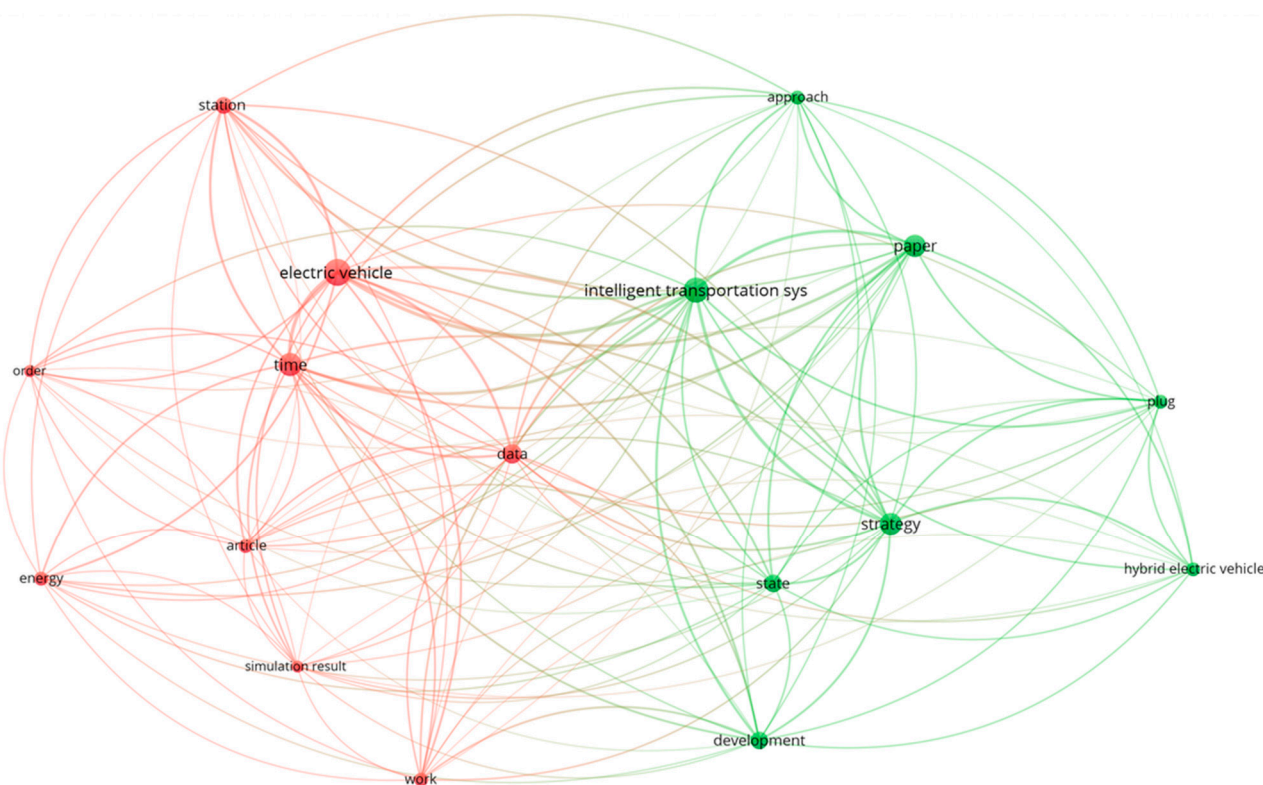 approach
station
paper
electric vehicle
intelligent transportation sys
time
order
plug
data
strategy
article
hybrid electric vehicle
energy
state
simulation result
development
work